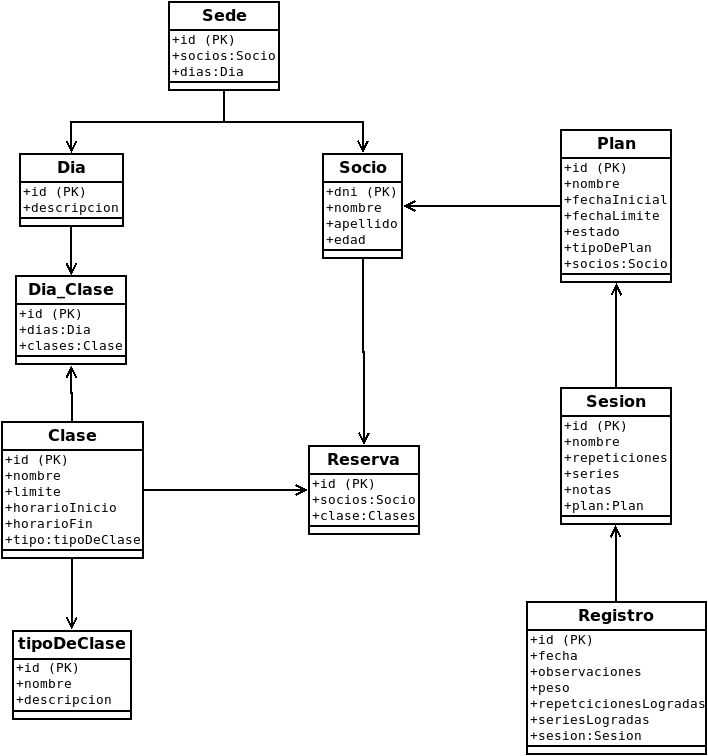 Sede
+id (PK)
+socios:Socio
+dias:Dia
Dia
+id (PK)
+descripcion
Socio
+dni (PK)
+nombre
+apellido
+edad
Plan
+id (PK)
+nombre
+fechaInicial
+fechaLimite
+estado
+tipoDePlan
+socios:Socio
Dia_Clase
+id (PK)
+dias:Dia
+clases:Clase
Clase
+id (PK)
+nombre
+limite
+horarioInicio
+horarioFin
+tipo:tipoDeClase
Reserva
+id (PK)
+socios:Socio
+clase:Clases
Sesion
+id (PK)
+nombre
+repeticiones
+series
+notas
+plan:Plan
tipoDeClase
+id (PK)
+nombre
+descripcion
Registro
+id (PK)
+fecha
+observaciones
+peso
+repetcicionesLogradas
+seriesLogradas
+sesion:Sesion